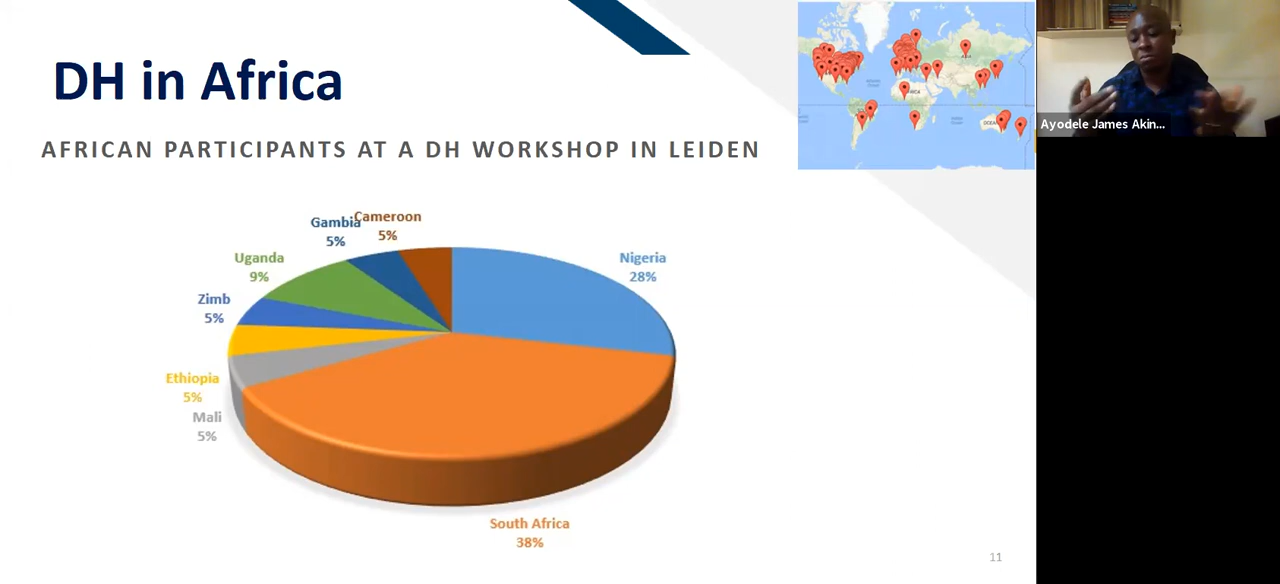 DH in Africa
AFRICAN PARTICIPANTS AT A DH WORKSHOP IN LEIDEN
Ayodele James Akin...
Gambia
5%
Cameroon
5%
Nigeria
28%
Uganda
9%
Zimb
5%
Ethiopia
5%
Mali
5%
South Africa
38%
11